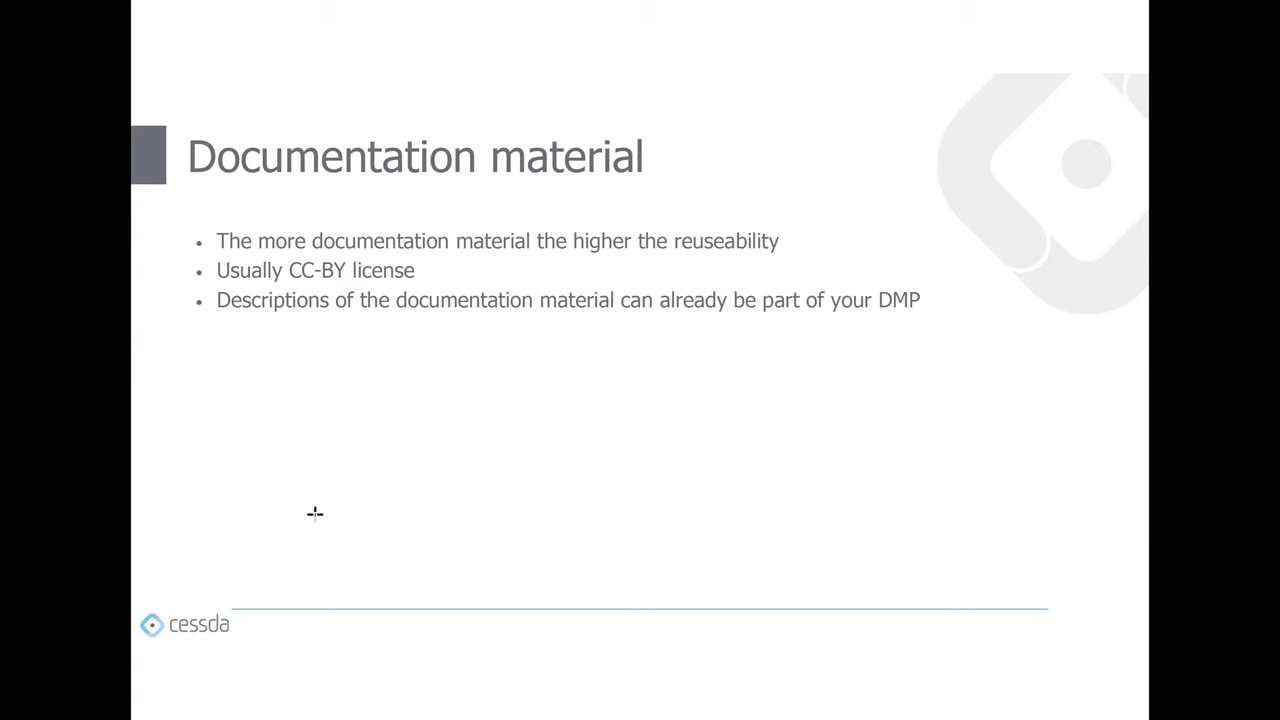 Documentation material
• The more documentation material the higher the reuseability
• Usually CC-BY license
• Descriptions of the documentation material can already be part of your DMP
cessda